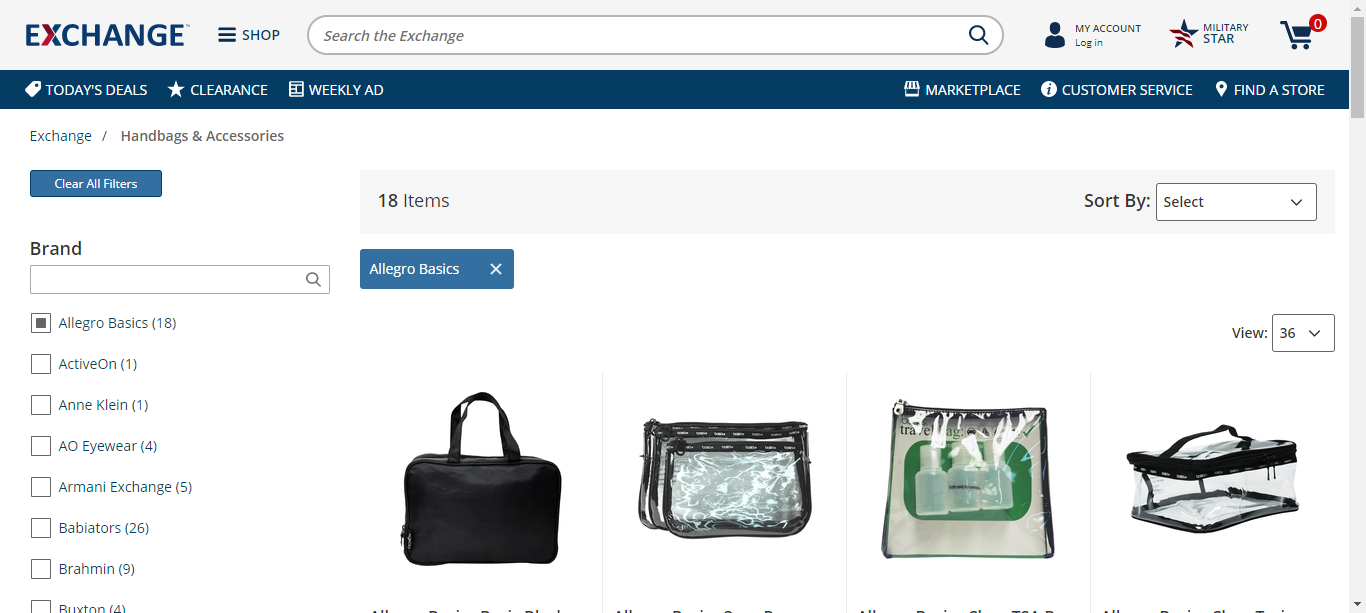 EXCHANGE
SHOP
Search the Exchange
MY ACCOUNT
Log in
MILITARY
STAR
0
TODAY'S DEALS
CLEARANCE
WEEKLY AD
MARKETPLACE
CUSTOMER SERVICE
FIND A STORE
Exchange / Handbags & Accessories
Clear All Filters
18 Items
Sort By: Select
Brand
Allegro Basics
Allegro Basics (18)
ActiveOn (1)
Anne Klein (1)
AO Eyewear (4)
Armani Exchange (5)
Babiators (26)
Brahmin (9)
Buxton (4)
View: 36
travel bag: